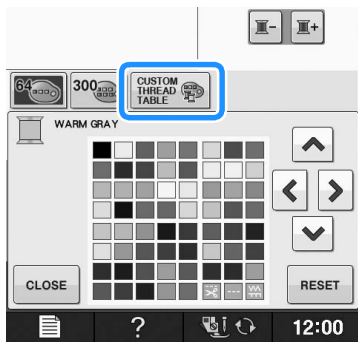 - +
64 300 CUSTOM
THREAD
TABLE
WARM GRAY
CLOSE
RESET
? 12:00